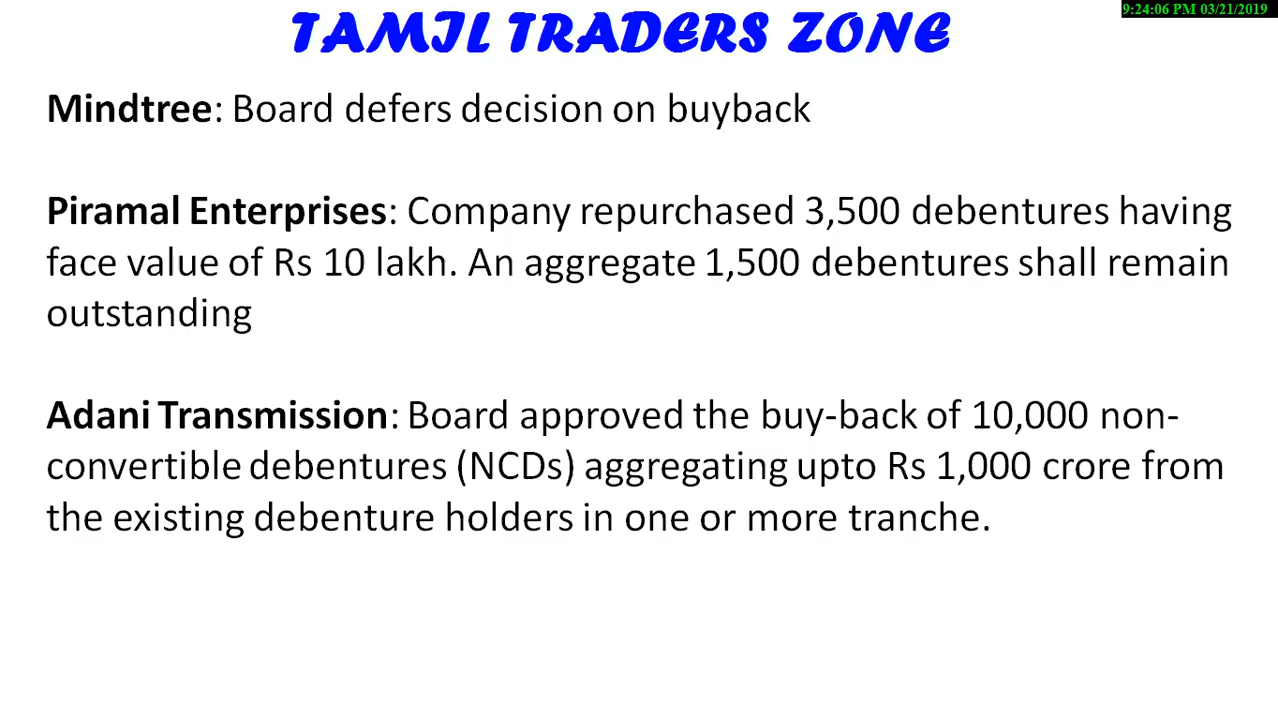 9:24:06 PM 03/21/2019
TAMIL TRADERS ZONE
Mindtree: Board defers decision on buyback
Piramal Enterprises: Company repurchased 3,500 debentures having
face value of Rs 10 lakh. An aggregate 1,500 debentures shall remain
outstanding
Adani Transmission: Board approved the buy-back of 10,000 non-
convertible debentures (NCDs) aggregating upto Rs 1,000 crore from
the existing debenture holders in one or more tranche.